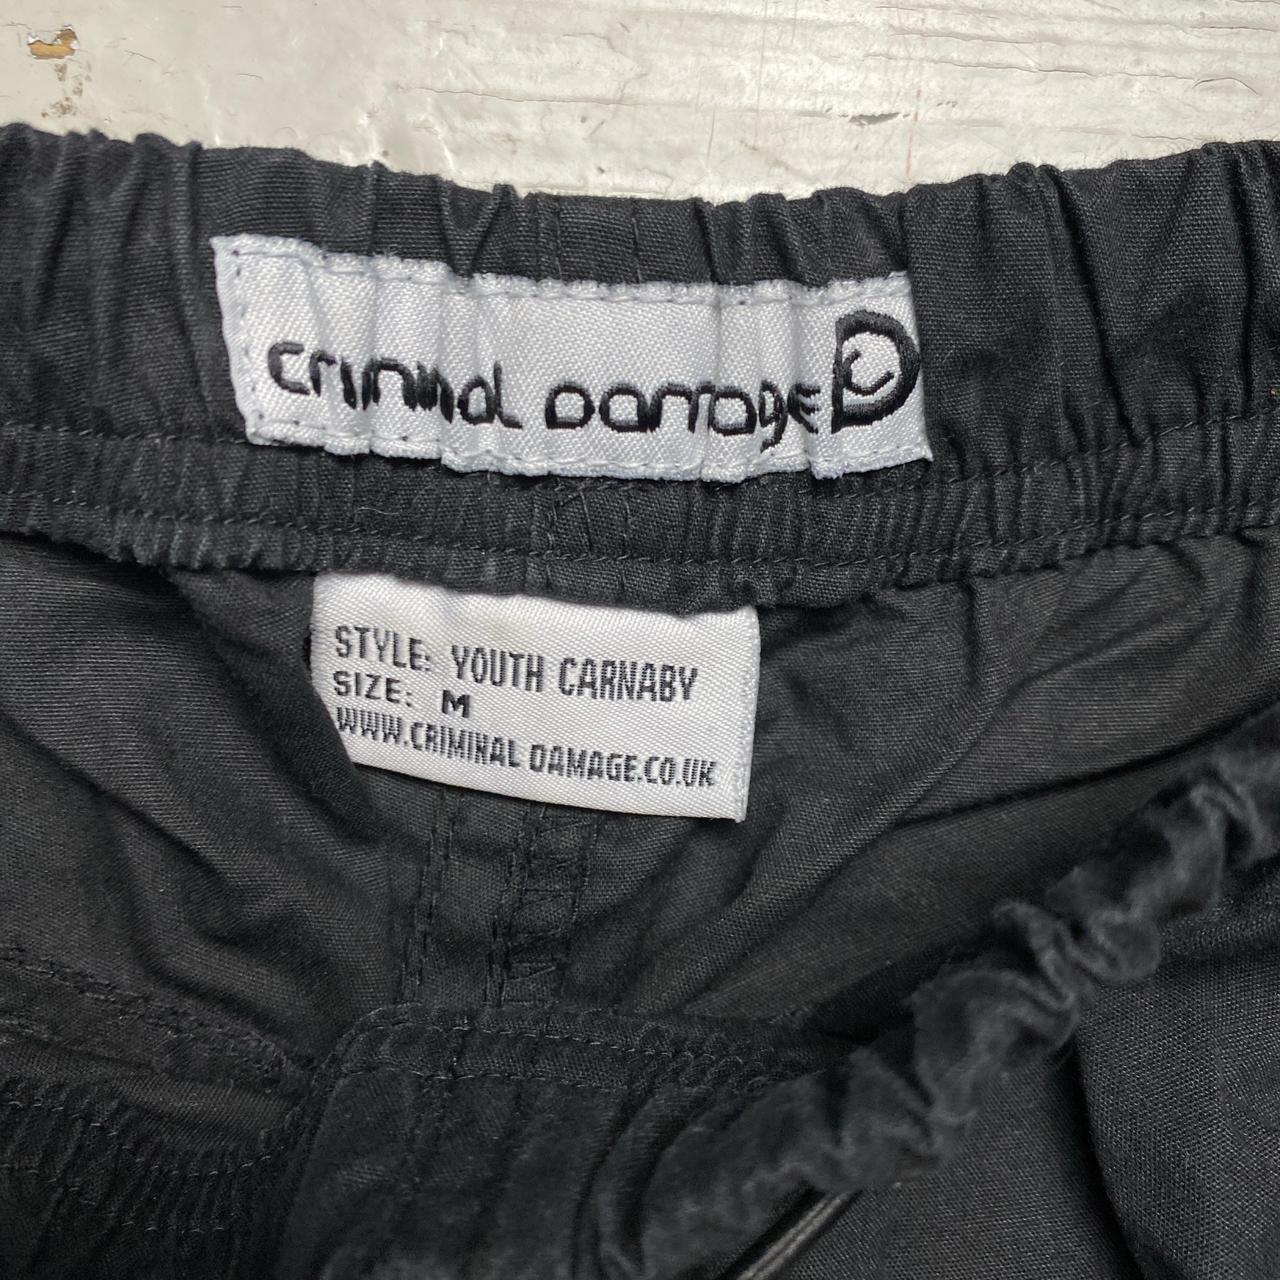 criminal Damage
STYLE: YOUTH CARNABY
SIZE: M
WWW.CRIMINAL DAMAGE.CO.UK